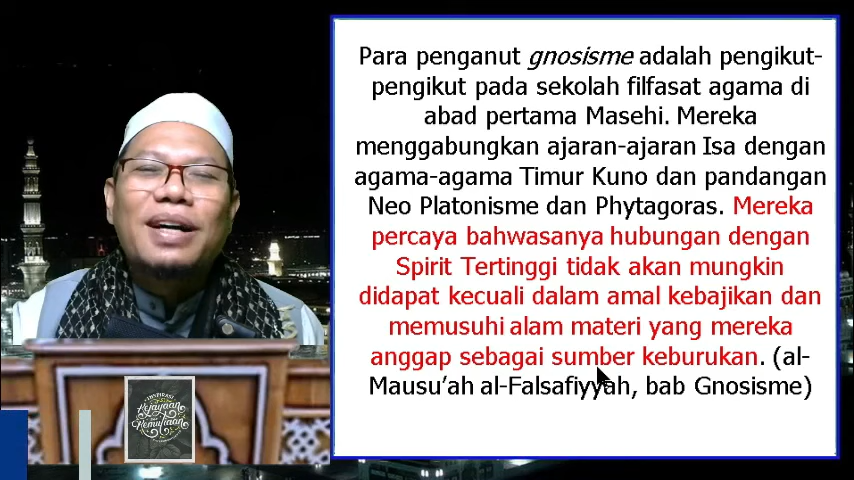 Para penganut gnosisme adalah pengikut-
pengikut pada sekolah filfasat agama di
abad pertama Masehi. Mereka
menggabungkan ajaran-ajaran Isa dengan
agama-agama Timur Kuno dan pandangan
Neo Platonisme dan Phytagoras. Mereka
percaya bahwasanya hubungan dengan
Spirit Tertinggi tidak akan mungkin
didapat kecuali dalam amal kebajikan dan
memusuhi alam materi yang mereka
anggap sebagai sumber keburukan. (al-
Mausu'ah al-Falsafiyyah, bab Gnosisme)
INSPIRASI
Kejayaan
Kemuliaan